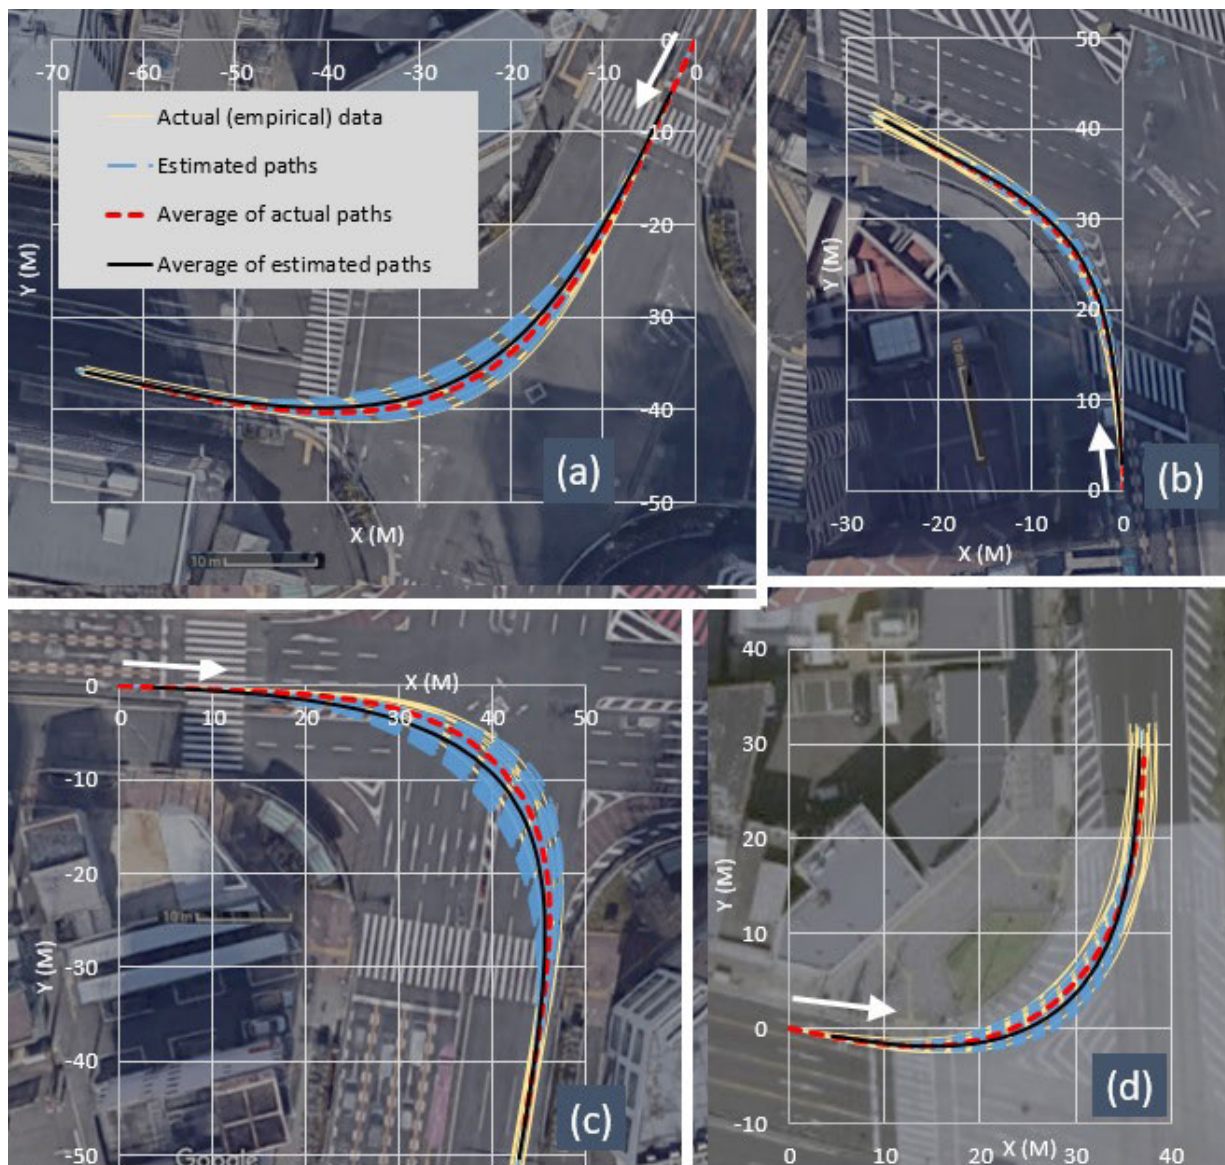 -70 -60 -50 -40 -30 -20 -10 0
0
-10
-20
-30
-40
-50
Actual (empirical) data
Estimated paths
Average of actual paths
Average of estimated paths
Y (M)
X (M)
10 m
(a)
50
40
30
20
10
0
-30 -20 -10 0
Y (M)
X (M)
10 m
(b)
X (M)
0
0 10 20 30 40 50
-10
-20
-30
-40
-50
Y (M)
10 m
(c)
Google
40
30
20
10
0
-10
0 10 20 30 40
Y (M)
X (M)
(d)